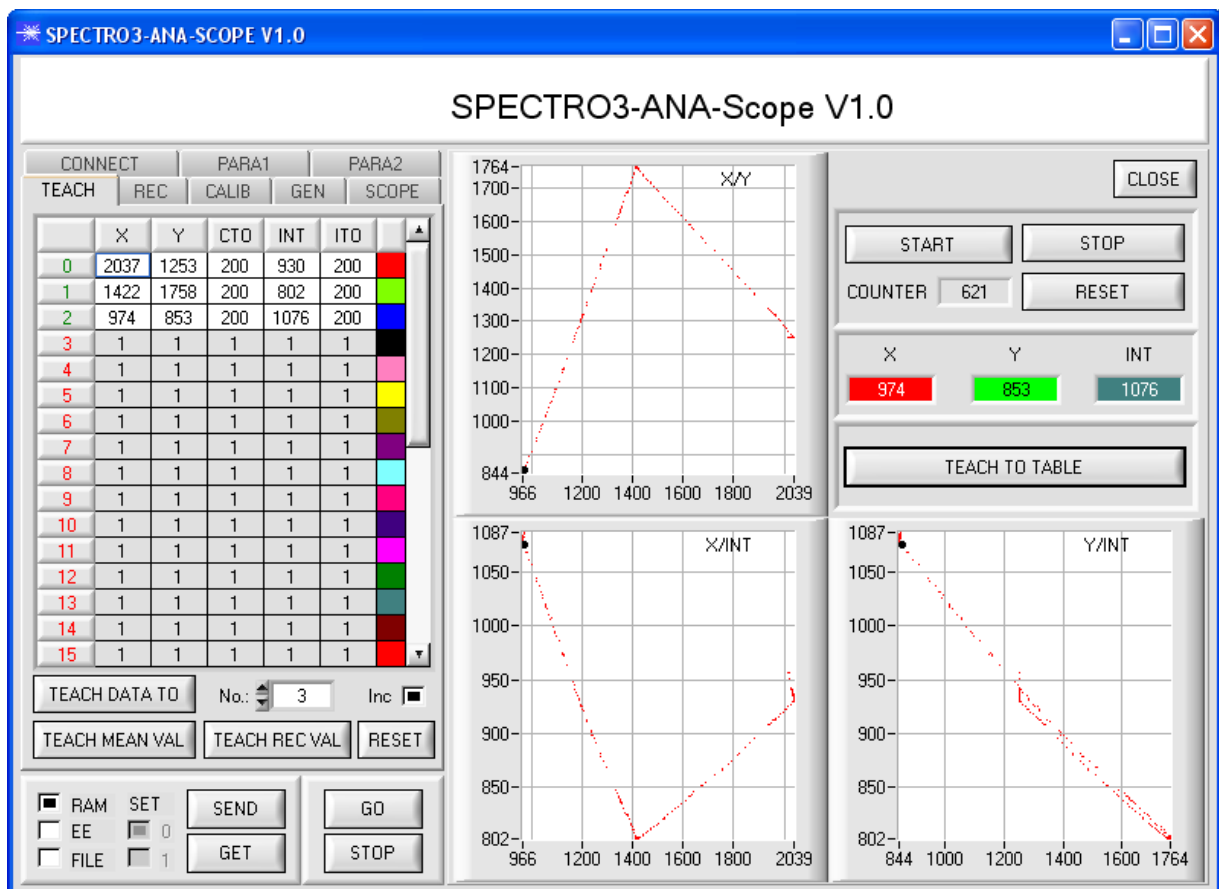 SPECTRO3-ANA-SCOPE V1.0
SPECTRO3-ANA-Scope V1.0
CONNECT PARA1 PARA2
TEACH REC CALIB GEN SCOPE
X Y CTO INT ITO
0 2037 1253 200 930 200
1 1422 1758 200 802 200
2 974 853 200 1076 200
3 1 1 1 1 1
4 1 1 1 1 1
5 1 1 1 1 1
6 1 1 1 1 1
7 1 1 1 1 1
8 1 1 1 1 1
9 1 1 1 1 1
10 1 1 1 1 1
11 1 1 1 1 1
12 1 1 1 1 1
13 1 1 1 1 1
14 1 1 1 1 1
15 1 1 1 1 1
TEACH DATA TO No.: 3 Inc
TEACH MEAN VAL TEACH REC VAL RESET
RAM SET SEND GO
EE 0
FILE 1 GET STOP
X/Y
1764
1700
1600
1500
1400
1300
1200
1100
1000
844
966 1200 1400 1600 1800 2039
CLOSE
START STOP
COUNTER 621 RESET
X Y INT
974 853 1076
TEACH TO TABLE
X/INT
1087
1050
1000
950
900
850
802
966 1200 1400 1600 1800 2039
Y/INT
1087
1050
1000
950
900
850
802
844 1000 1200 1400 1600 1764